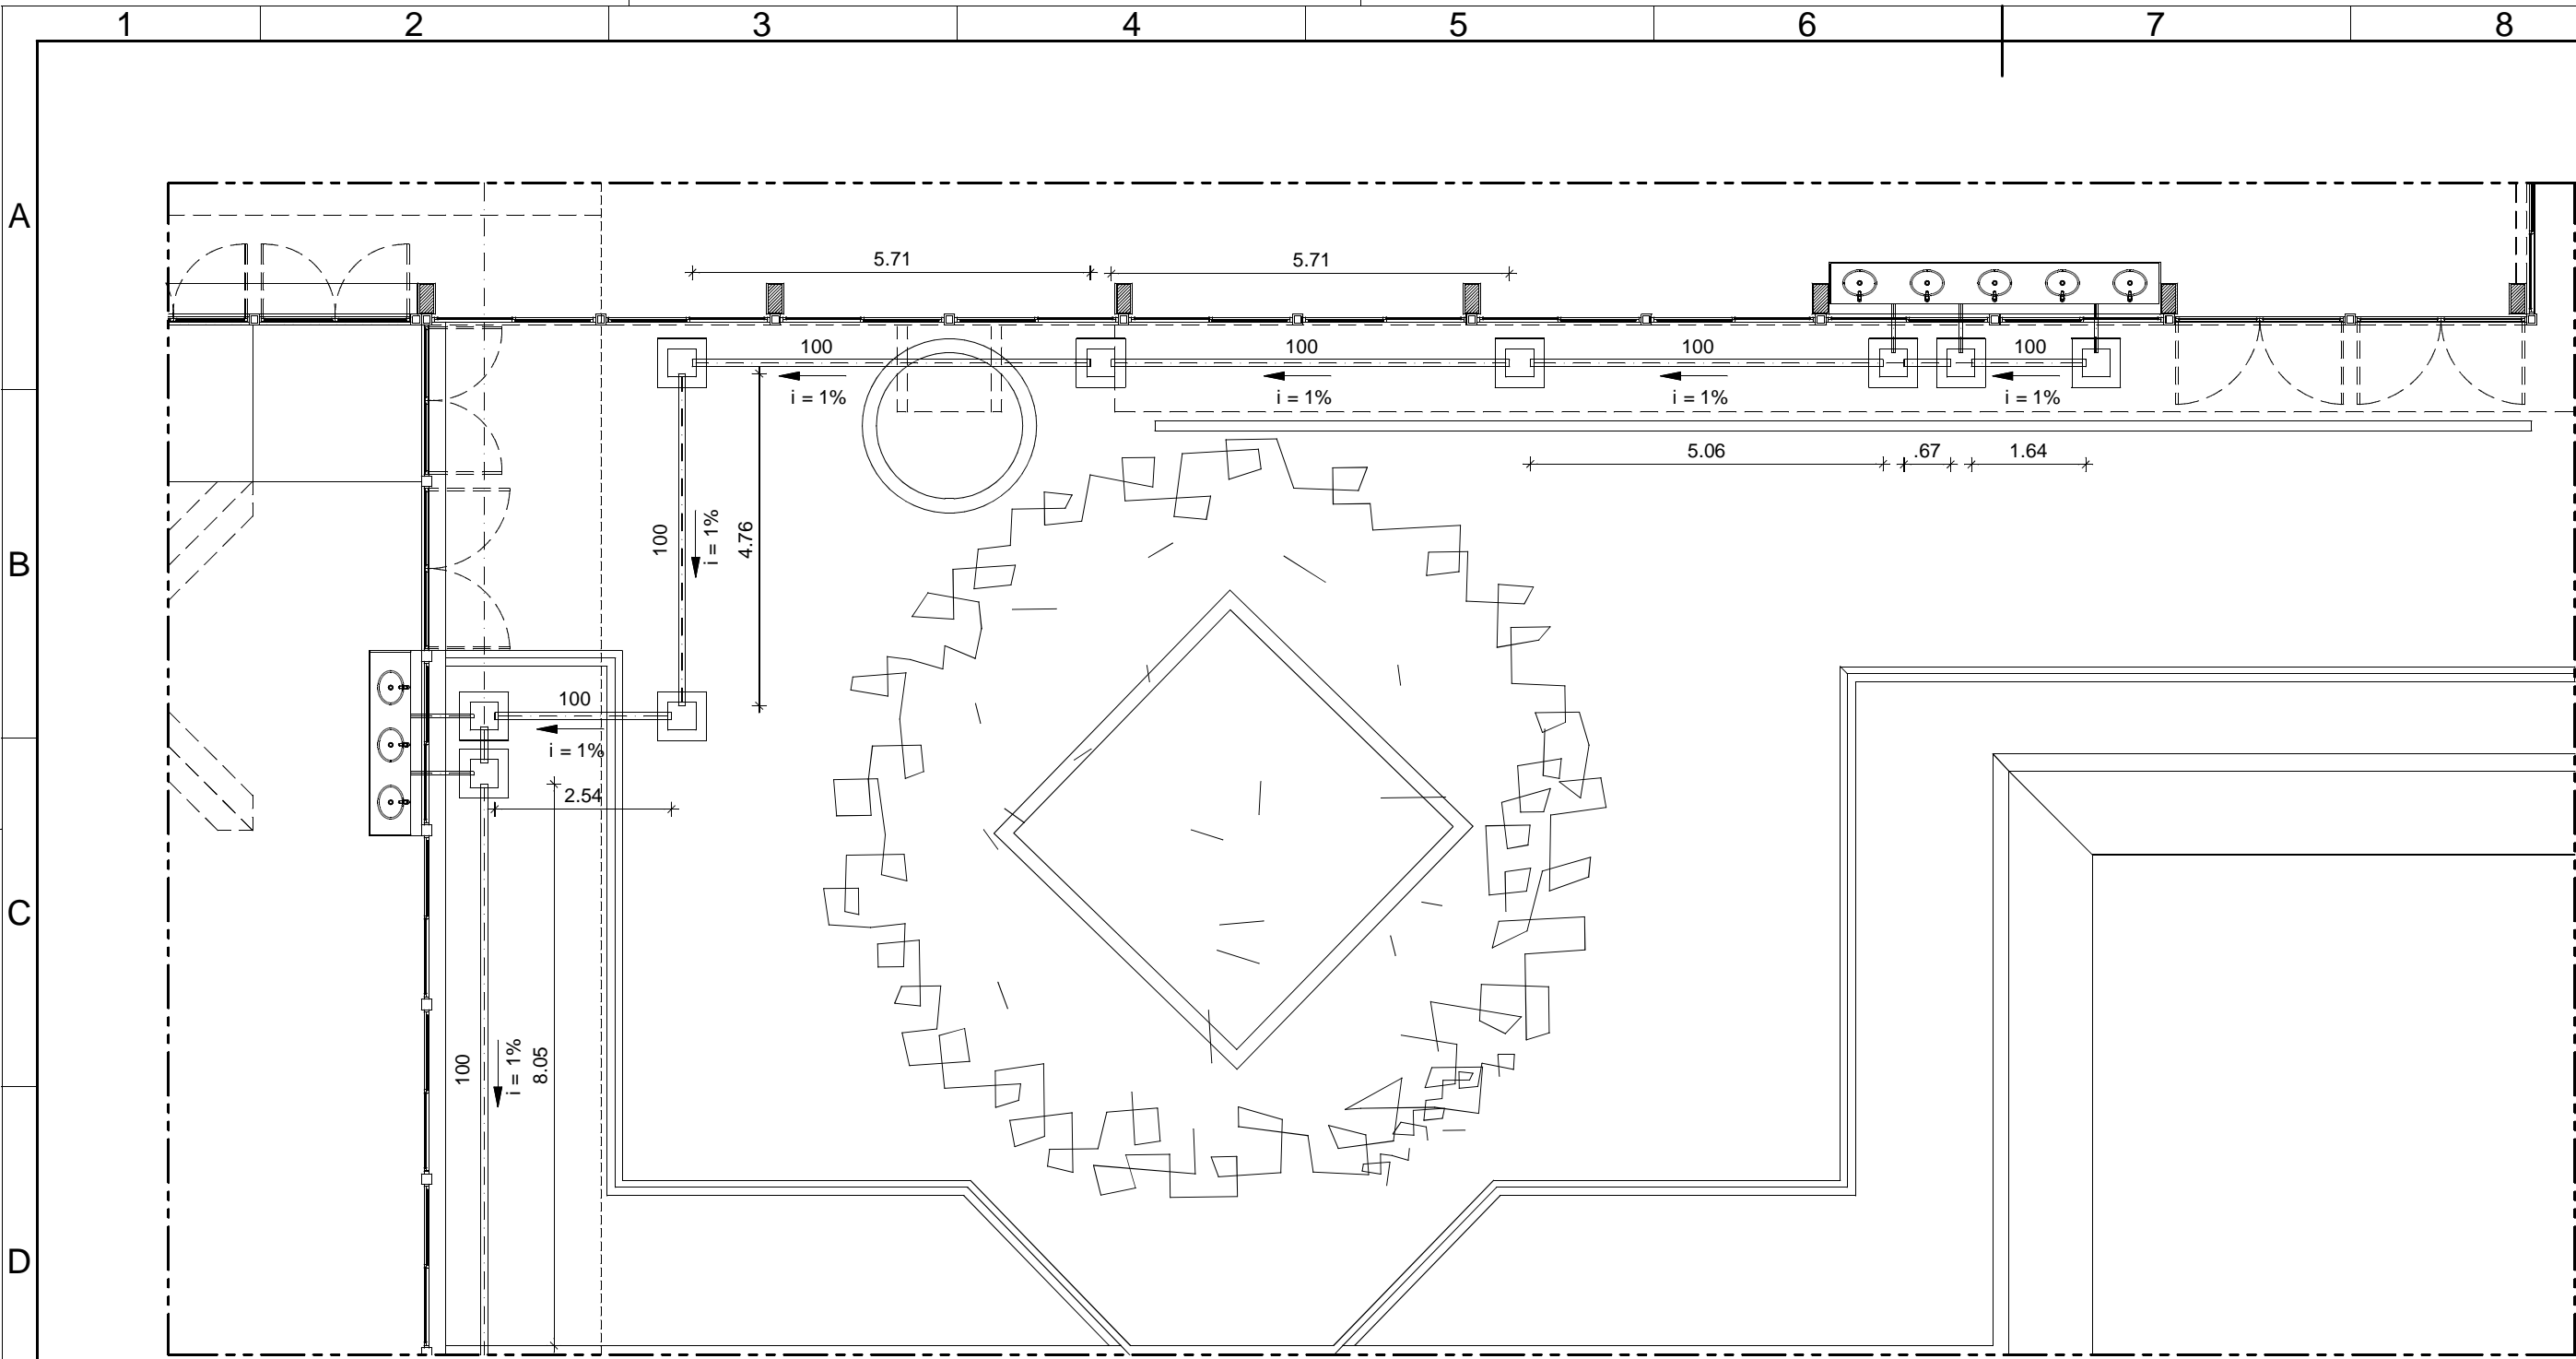 1 2 3 4 5 6 7 8
A
5.71 5.71
100 100 100 100
i = 1% i = 1% i = 1% i = 1%
5.06 .67 1.64
B
100 i = 1% 4.76
100
i = 1%
2.54
C
100 i = 1% 8.05
D